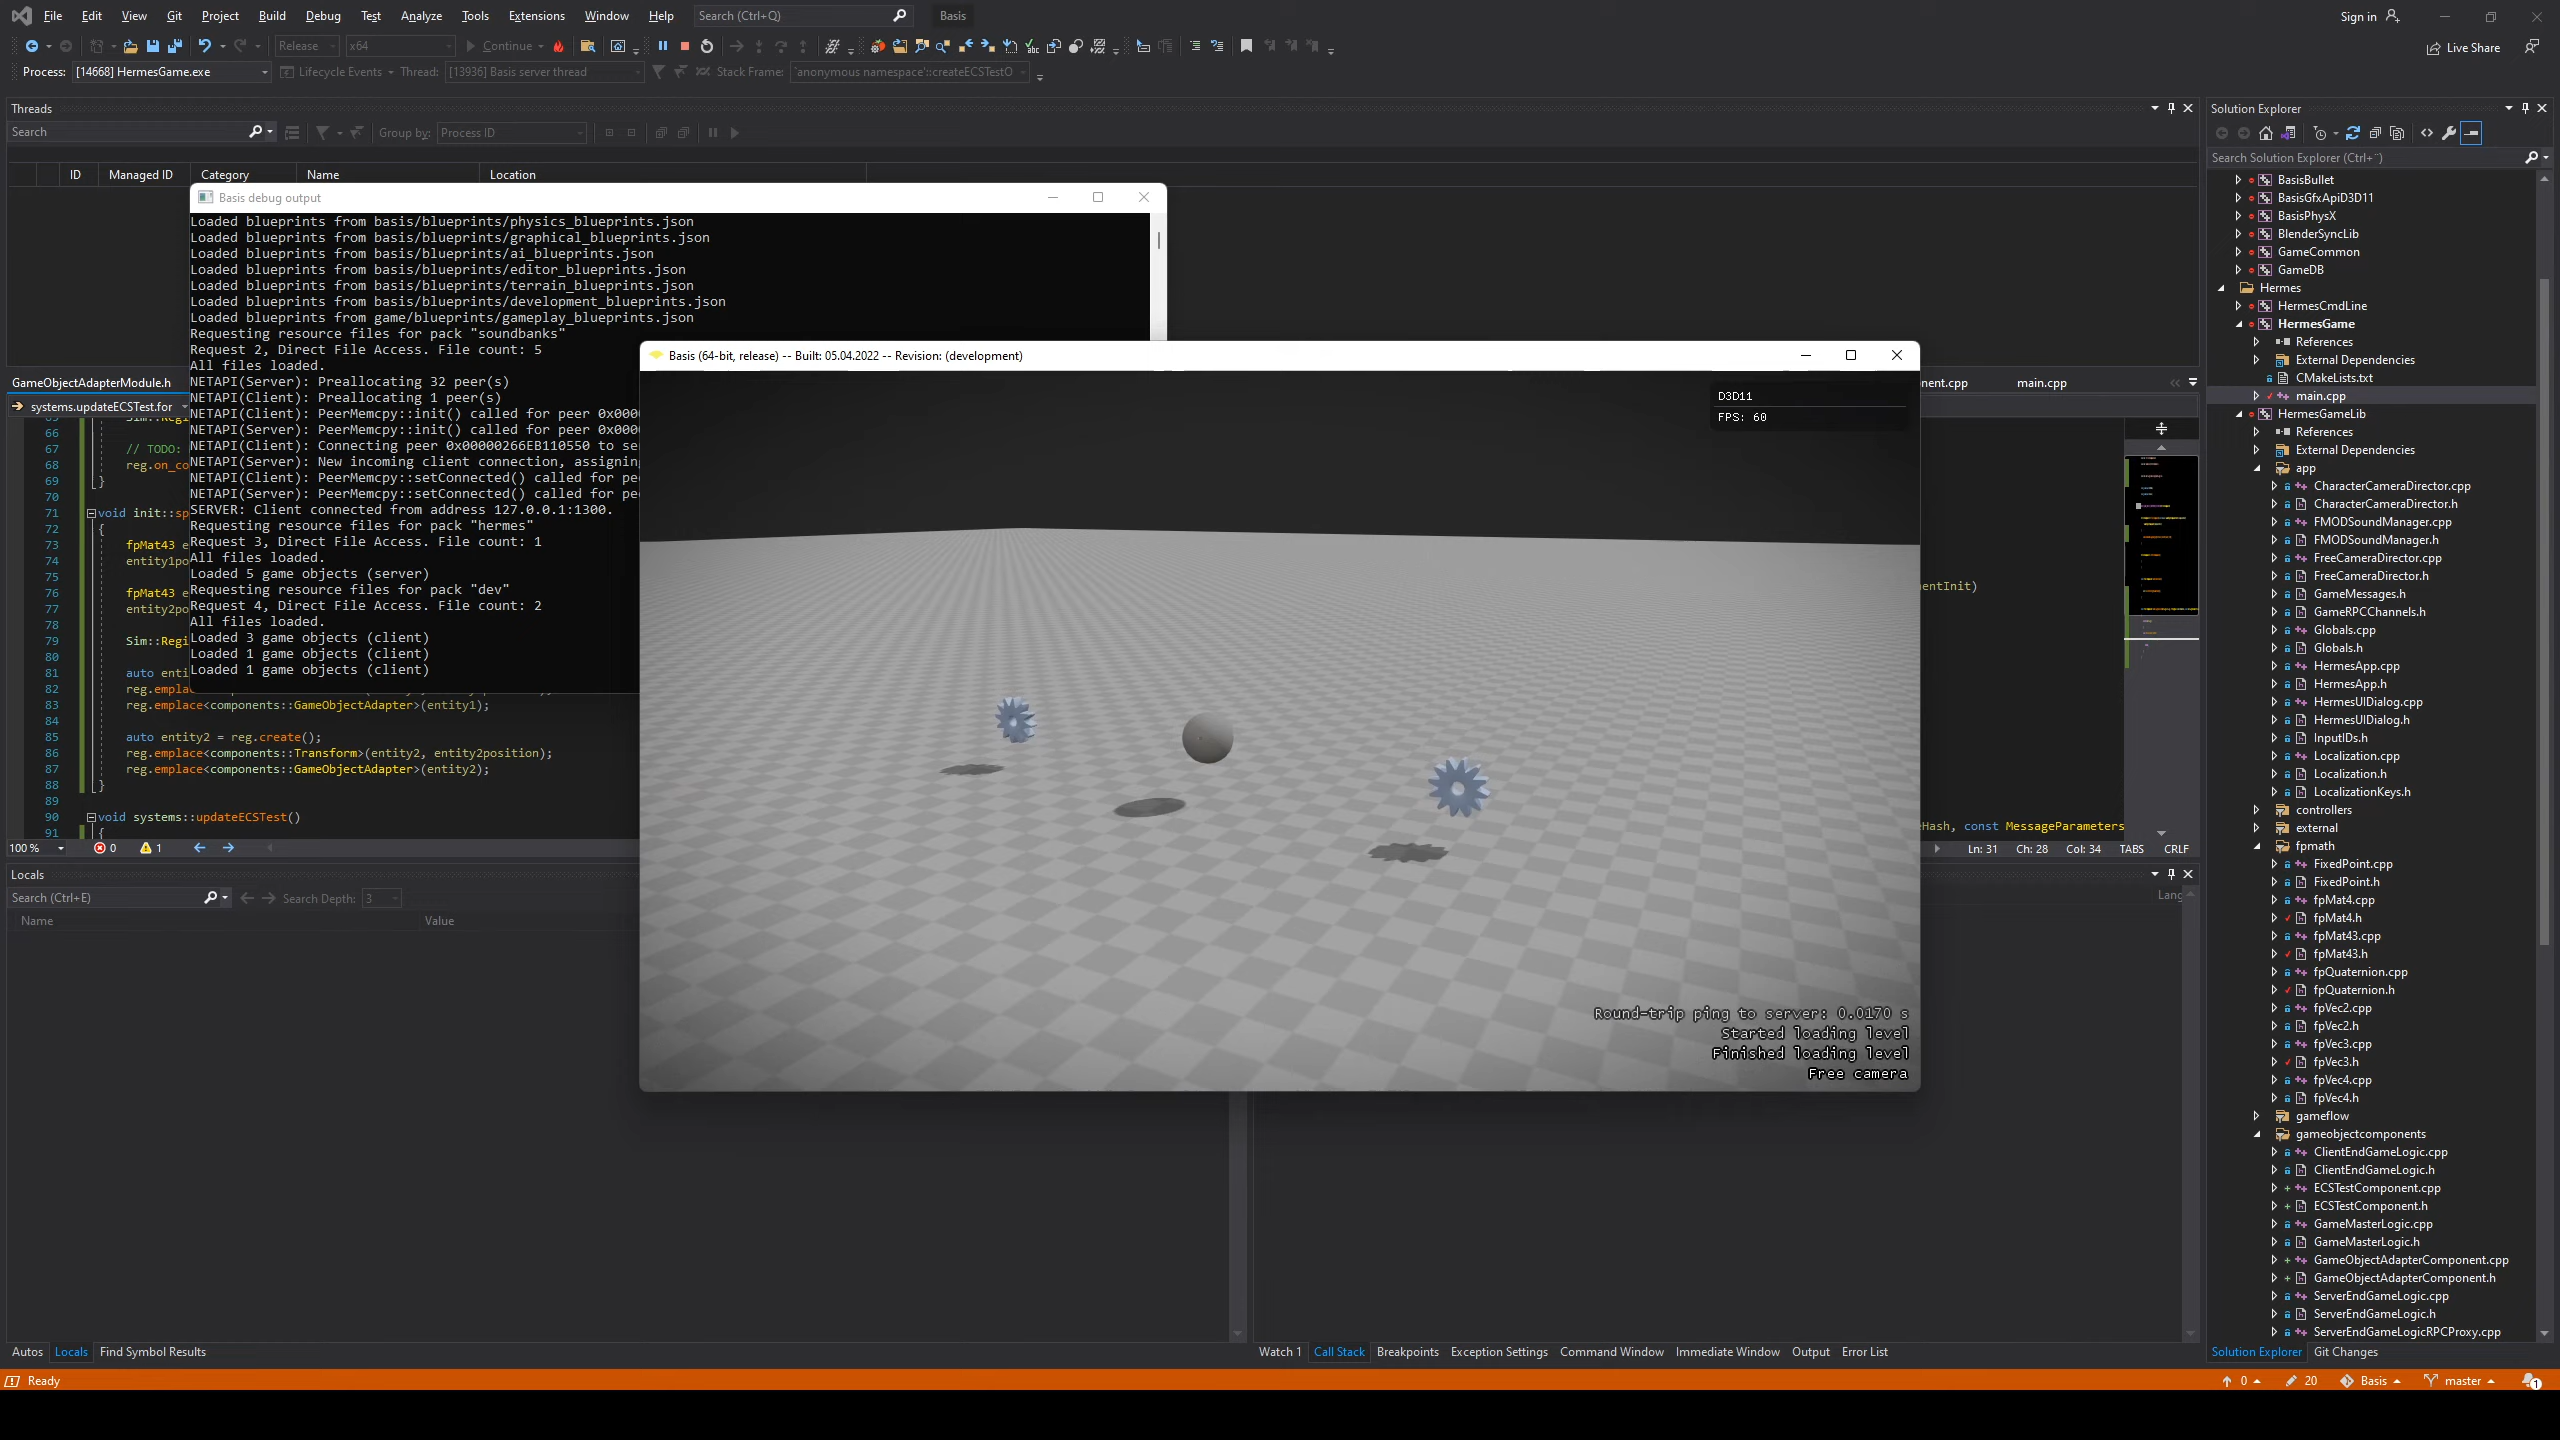 File Edit View Git Project Build Debug Test Analyze Tools Extensions Window Help Search (Ctrl+Q) Basis Sign in
Release x64 Continue Live Share
Process: [14668] HermesGame.exe Lifecycle Events Thread: [13936] Basis server thread Stack Frame: `anonymous namespace'::createECSTestO
Threads
Search Group by: Process ID
ID Managed ID Category Name Location
Basis debug output
Loaded blueprints from basis/blueprints/physics_blueprints.json
Loaded blueprints from basis/blueprints/graphical_blueprints.json
Loaded blueprints from basis/blueprints/ai_blueprints.json
Loaded blueprints from basis/blueprints/editor_blueprints.json
Loaded blueprints from basis/blueprints/terrain_blueprints.json
Loaded blueprints from basis/blueprints/development_blueprints.json
Loaded blueprints from game/blueprints/gameplay_blueprints.json
Requesting resource files for pack "soundbanks"
Request 2, Direct File Access. File count: 5
All files loaded.
NETAPI(Server): Preallocating 32 peer(s)
NETAPI(Client): Preallocating 1 peer(s)
NETAPI(Client): PeerMemcpy::init() called for peer 0x000
NETAPI(Server): PeerMemcpy::init() called for peer 0x000
NETAPI(Client): Connecting peer 0x00000266EB110550 to se
NETAPI(Server): New incoming client connection, assignin
NETAPI(Client): PeerMemcpy::setConnected() called for pe
NETAPI(Server): PeerMemcpy::setConnected() called for pe
SERVER: Client connected from address 127.0.0.1:1300.
Requesting resource files for pack "hermes"
Request 3, Direct File Access. File count: 1
All files loaded.
Loaded 5 game objects (server)
Requesting resource files for pack "dev"
Request 4, Direct File Access. File count: 2
All files loaded.
Loaded 3 game objects (client)
Loaded 1 game objects (client)
Loaded 1 game objects (client)
Basis (64-bit, release) -- Built: 05.04.2022 -- Revision: (development)
D3D11
FPS: 60
Round-trip ping to server: 0.0170 s
Started loading level
Finished loading level
Free camera
GameObjectAdapterModule.h nent.cpp main.cpp
systems.updateECSTest.for
66
67 // TODO:
68 reg.on_co
69 }
70
71 void init::sp
72 {
73 fpMat43 e
74 entity1po
75
76 fpMat43 e
77 entity2po
78
79 Sim::Regi
80
81 auto enti
82 reg.empla
83 reg.emplace<components::GameObjectAdapter>(entity1);
84
85 auto entity2 = reg.create();
86 reg.emplace<components::Transform>(entity2, entity2position);
87 reg.emplace<components::GameObjectAdapter>(entity2);
88 }
89
90 void systems::updateECSTest()
91 {
entInit)
eHash, const MessageParameters
100 % 0 1 Ln: 31 Ch: 28 Col: 34 TABS CRLF
Locals
Search (Ctrl+E) Search Depth: 3
Name Value
Lang
Autos Locals Find Symbol Results
Watch 1 Call Stack Breakpoints Exception Settings Command Window Immediate Window Output Error List
Solution Explorer
Search Solution Explorer (Ctrl+¨)
BasisBullet
BasisGfxApiD3D11
BasisPhysX
BlenderSyncLib
GameCommon
GameDB
Hermes
HermesCmdLine
HermesGame
References
External Dependencies
CMakeLists.txt
main.cpp
HermesGameLib
References
External Dependencies
app
CharacterCameraDirector.cpp
CharacterCameraDirector.h
FMODSoundManager.cpp
FMODSoundManager.h
FreeCameraDirector.cpp
FreeCameraDirector.h
GameMessages.h
GameRPCChannels.h
Globals.cpp
Globals.h
HermesApp.cpp
HermesApp.h
HermesUIDialog.cpp
HermesUIDialog.h
InputIDs.h
Localization.cpp
Localization.h
LocalizationKeys.h
controllers
external
fpmath
FixedPoint.cpp
FixedPoint.h
fpMat4.cpp
fpMat4.h
fpMat43.cpp
fpMat43.h
fpQuaternion.cpp
fpQuaternion.h
fpVec2.cpp
fpVec2.h
fpVec3.cpp
fpVec3.h
fpVec4.cpp
fpVec4.h
gameflow
gameobjectcomponents
ClientEndGameLogic.cpp
ClientEndGameLogic.h
ECSTestComponent.cpp
ECSTestComponent.h
GameMasterLogic.cpp
GameMasterLogic.h
GameObjectAdapterComponent.cpp
GameObjectAdapterComponent.h
ServerEndGameLogic.cpp
ServerEndGameLogic.h
ServerEndGameLogicRPCProxy.cpp
Solution Explorer Git Changes
Ready 0 20 Basis master 1